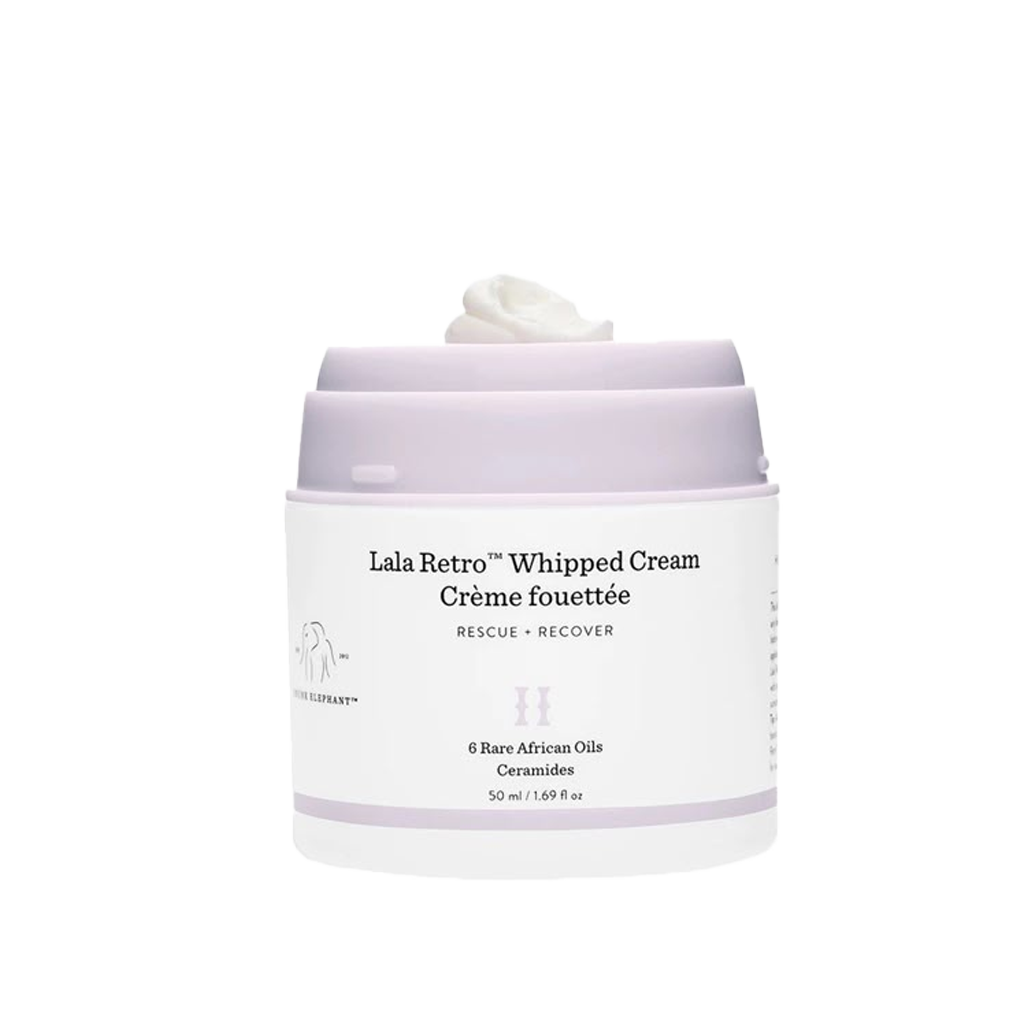 Lala Retro™ Whipped Cream
Crème fouettée
RESCUE + RECOVER
ELEPHANT™
6 Rare African Oils
Ceramides
50 ml / 1.69 fl oz